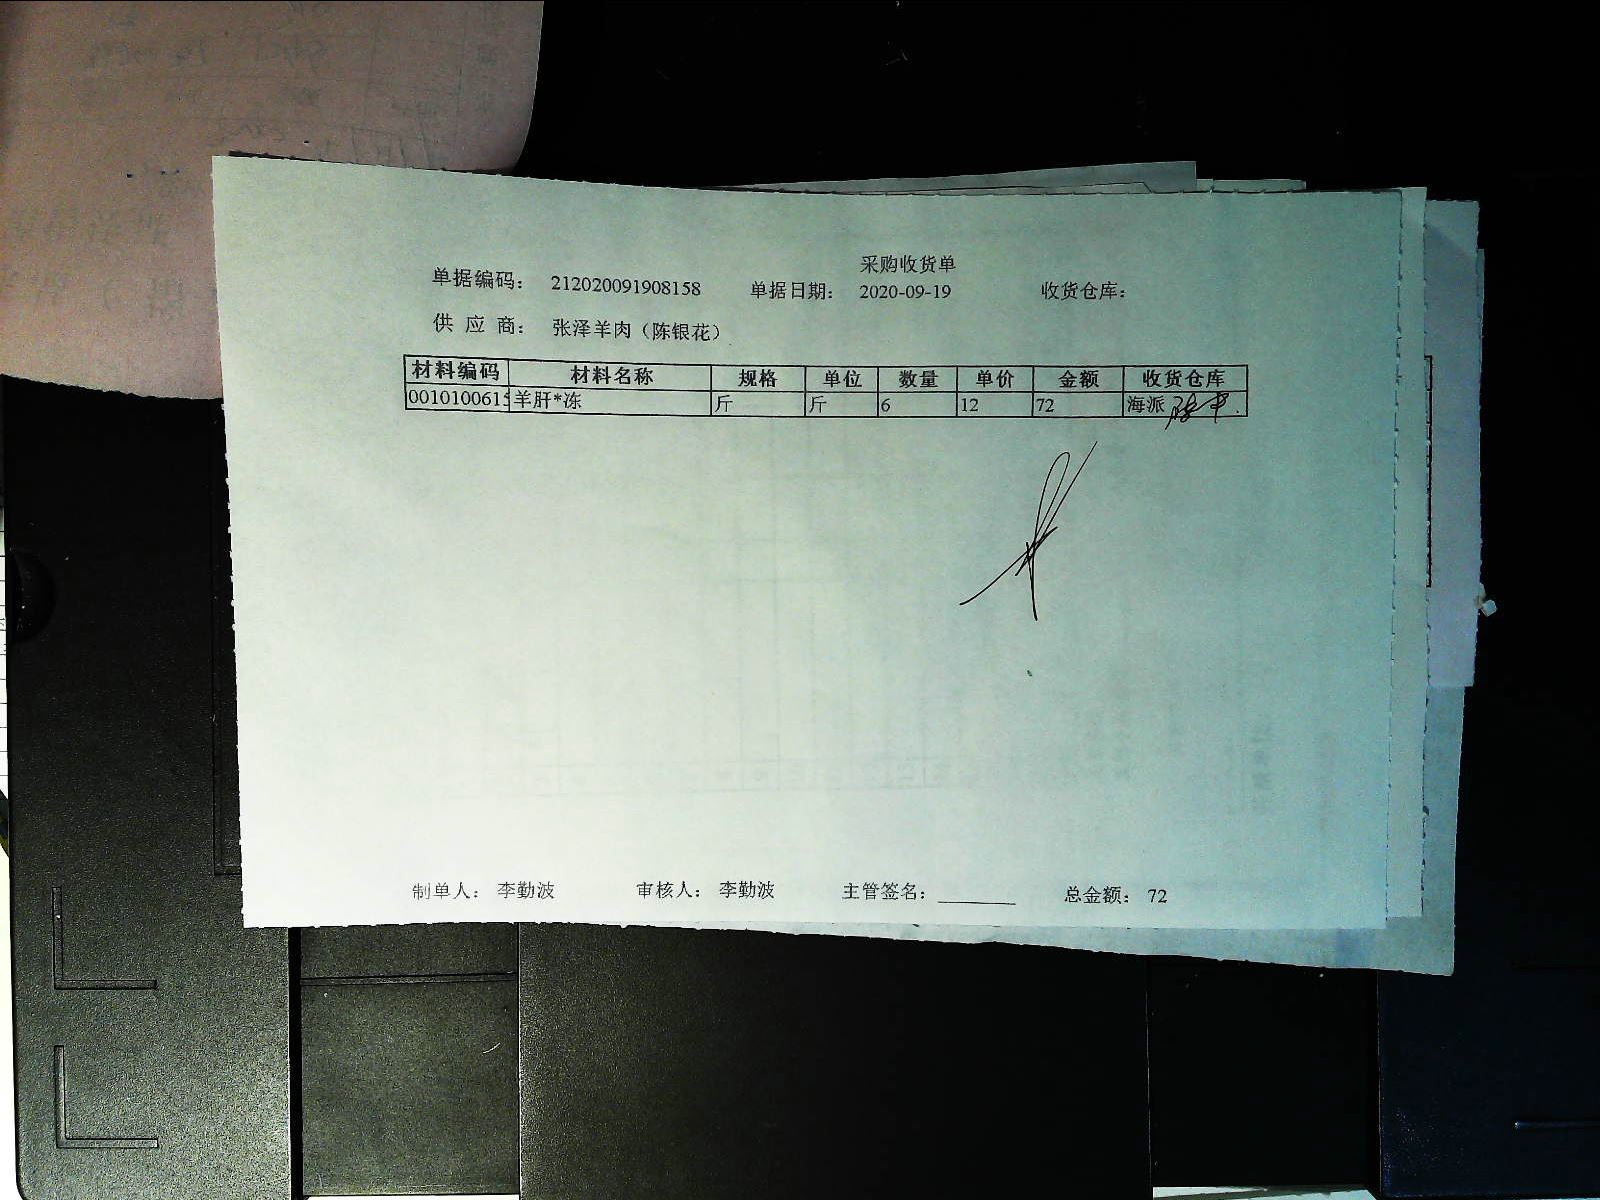 采购收货单
单据编码： 212020091908158 单据日期： 2020-09-19 收货仓库：
供 应 商： 张泽羊肉（陈银花）
材料编码 材料名称 规格 单位 数量 单价 金额 收货仓库
0010100615 羊肝*冻 斤 斤 6 12 72 海派
制单人： 李勤波 审核人： 李勤波 主管签名： 总金额： 72